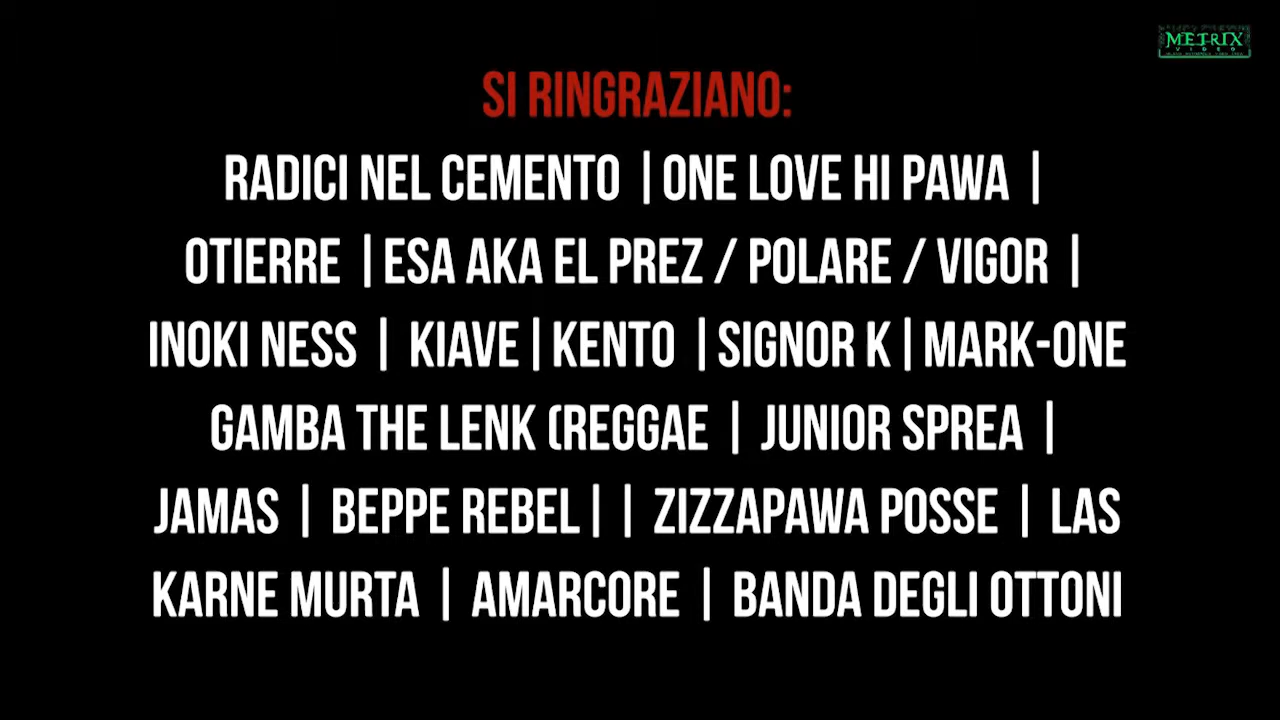 METRIX
VIDEO
SI RINGRAZIANO:
RADICI NEL CEMENTO | ONE LOVE HI PAWA |
OTIERRE | ESA AKA EL PREZ / POLARE / VIGOR |
INOKI NESS | KIAVE | KENTO | SIGNOR K | MARK-ONE
GAMBA THE LENK (REGGAE | JUNIOR SPREA |
JAMAS | BEPPE REBEL | | ZIZZAPAWA POSSE | LAS
KARNE MURTA | AMARCORE | BANDA DEGLI OTTONI